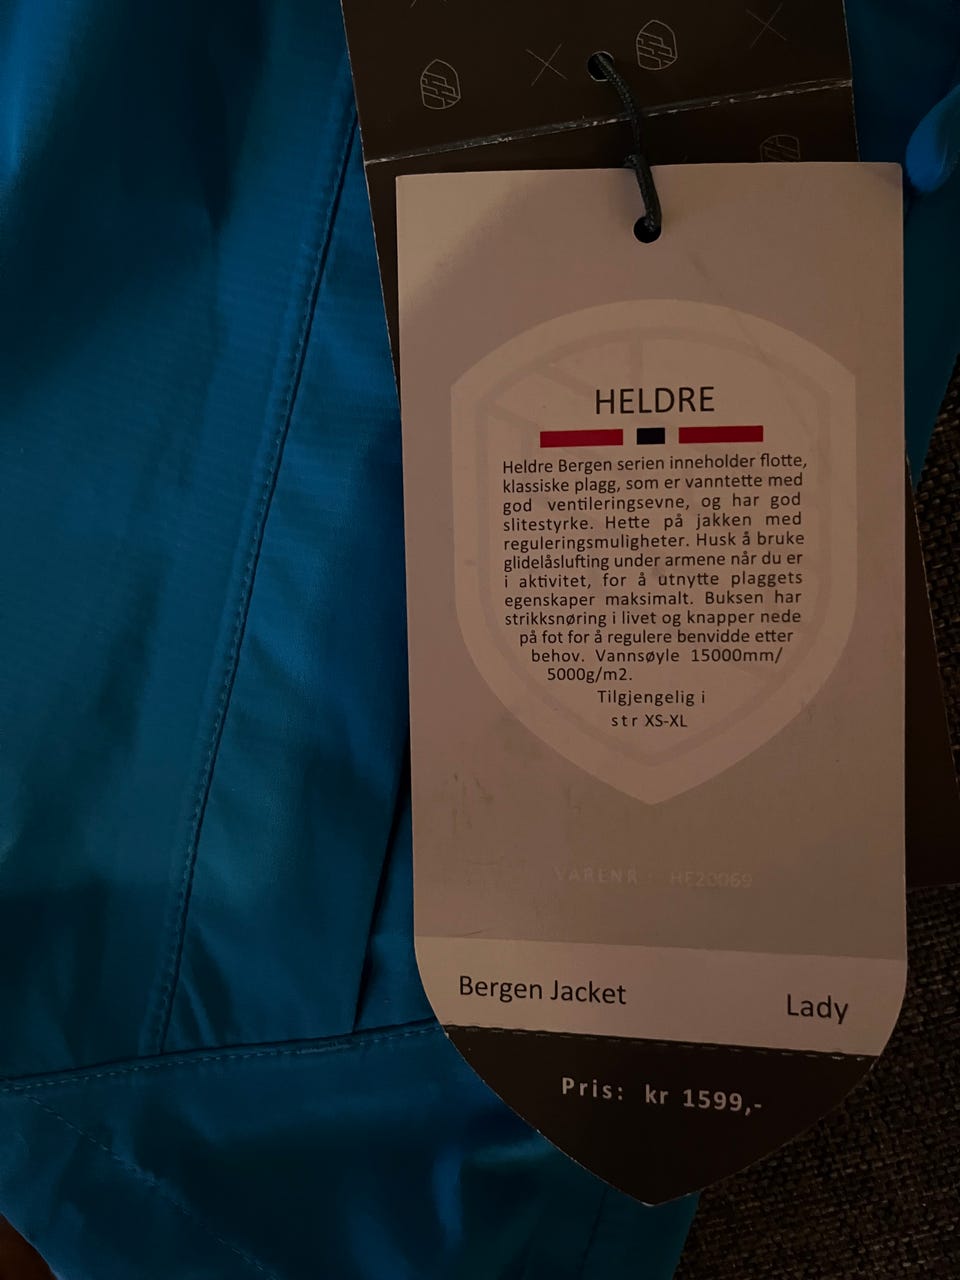 HELDRE
Heldre Bergen serien inneholder flotte,
klassiske plagg, som er vanntette med
god ventileringsevne, og har god
slitestyrke. Hette på jakken med
reguleringsmuligheter. Husk å bruke
glidelåslufting under armene når du er
i aktivitet, for å utnytte plaggets
egenskaper maksimalt. Buksen har
strikksnøring i livet og knapper nede
på fot for å regulere benvidde etter
behov. Vannsøyle 15000mm/
5000g/m2.
Tilgjengelig i
str XS-XL
VARENR: HF20069
Bergen Jacket
Lady
Pris: kr 1599,-